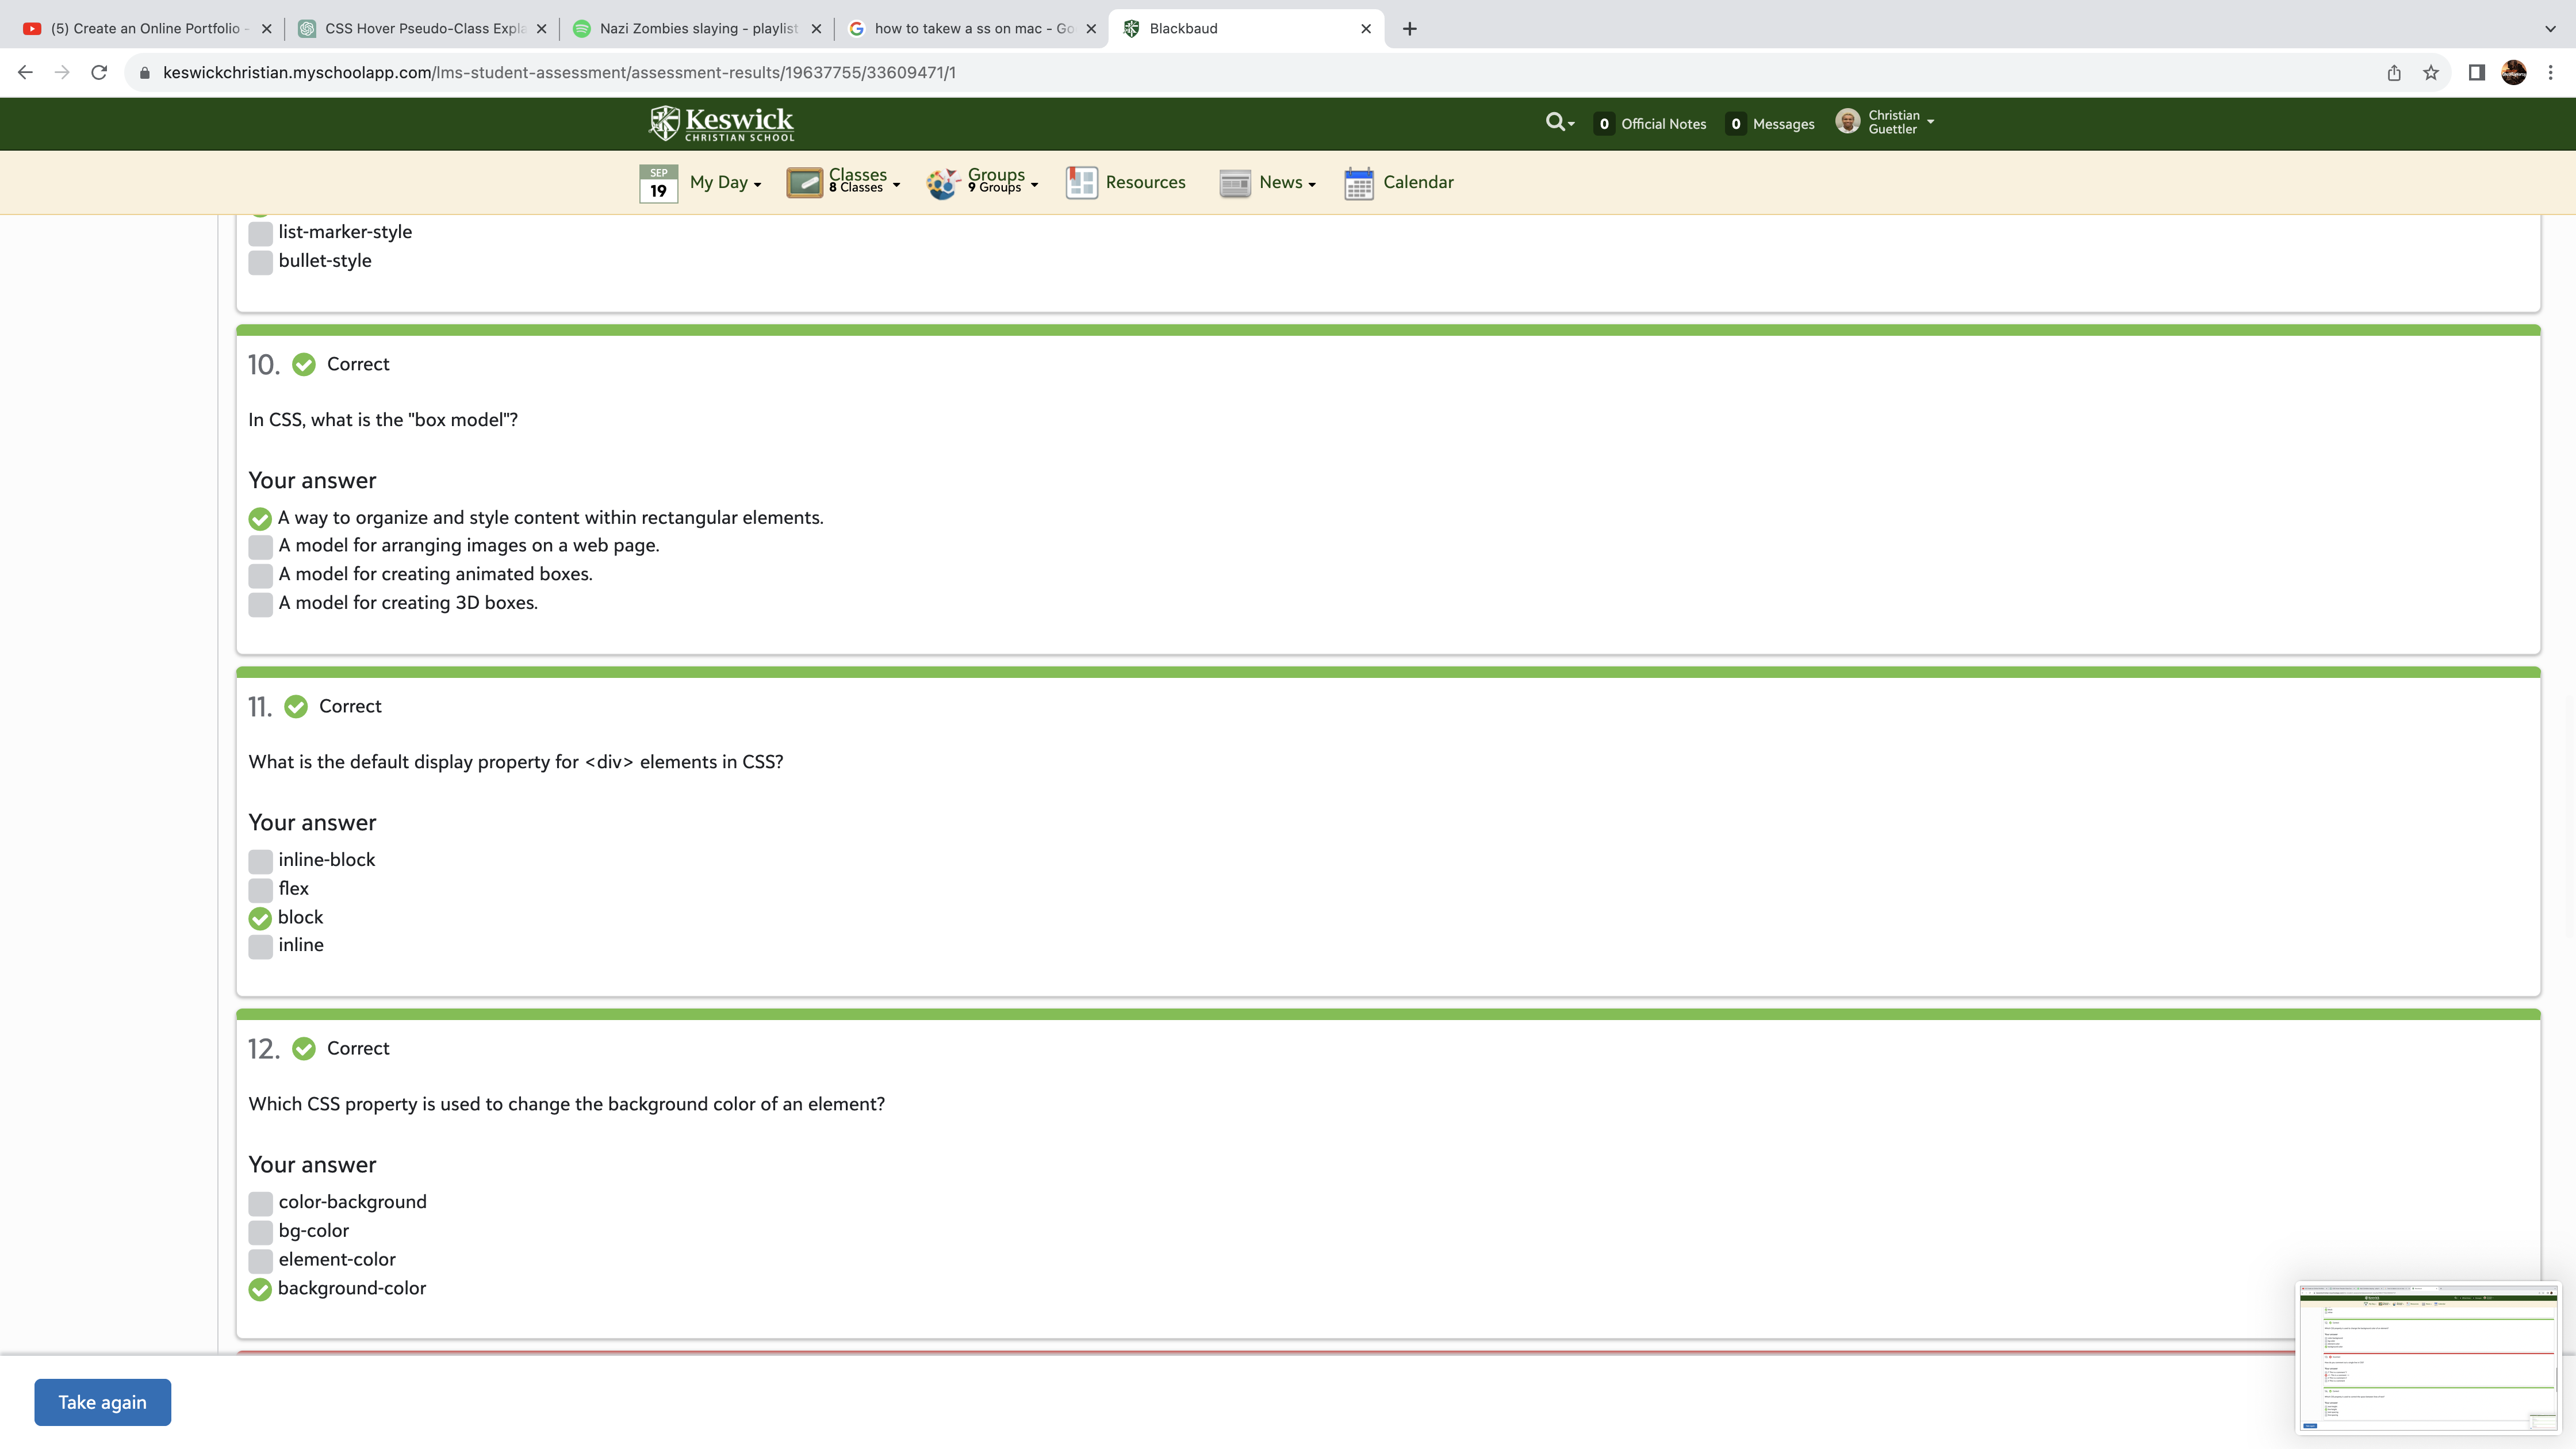 (5) Create an Online Portfolio -
CSS Hover Pseudo-Class Expla
Nazi Zombies slaying - playlist
how to takew a ss on mac - Go
Blackbaud
keswickchristian.myschoolapp.com/lms-student-assessment/assessment-results/19637755/33609471/1
Keswick
CHRISTIAN SCHOOL
0 Official Notes
0 Messages
Christian
Guettler
SEP
19
My Day
Classes
8 Classes
Groups
9 Groups
Resources
News
Calendar
list-marker-style
bullet-style
10. Correct
In CSS, what is the "box model"?
Your answer
A way to organize and style content within rectangular elements.
A model for arranging images on a web page.
A model for creating animated boxes.
A model for creating 3D boxes.
11. Correct
What is the default display property for <div> elements in CSS?
Your answer
inline-block
flex
block
inline
12. Correct
Which CSS property is used to change the background color of an element?
Your answer
color-background
bg-color
element-color
background-color
Take again